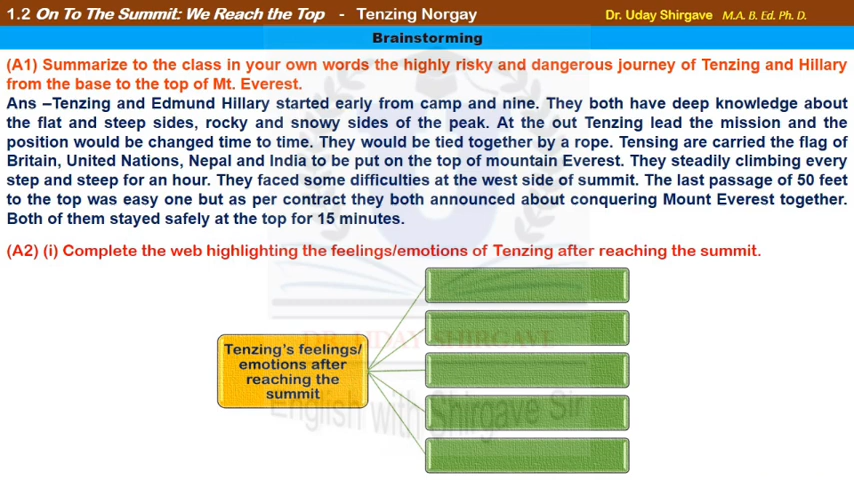 1.2 On To The Summit: We Reach the Top - Tenzing Norgay Dr. Uday Shirgave M.A. B. Ed. Ph. D.
Brainstorming
(A1) Summarize to the class in your own words the highly risky and dangerous journey of Tenzing and Hillary
from the base to the top of Mt. Everest.
Ans –Tenzing and Edmund Hillary started early from camp and nine. They both have deep knowledge about
the flat and steep sides, rocky and snowy sides of the peak. At the out Tenzing lead the mission and the
position would be changed time to time. They would be tied together by a rope. Tensing are carried the flag of
Britain, United Nations, Nepal and India to be put on the top of mountain Everest. They steadily climbing every
step and steep for an hour. They faced some difficulties at the west side of summit. The last passage of 50 feet
to the top was easy one but as per contract they both announced about conquering Mount Everest together.
Both of them stayed safely at the top for 15 minutes.
(A2) (i) Complete the web highlighting the feelings/emotions of Tenzing after reaching the summit.
Tenzing's feelings/
emotions after
reaching the
summit
DR. UDAY SHIRGAVE
English with Shirgave Sir